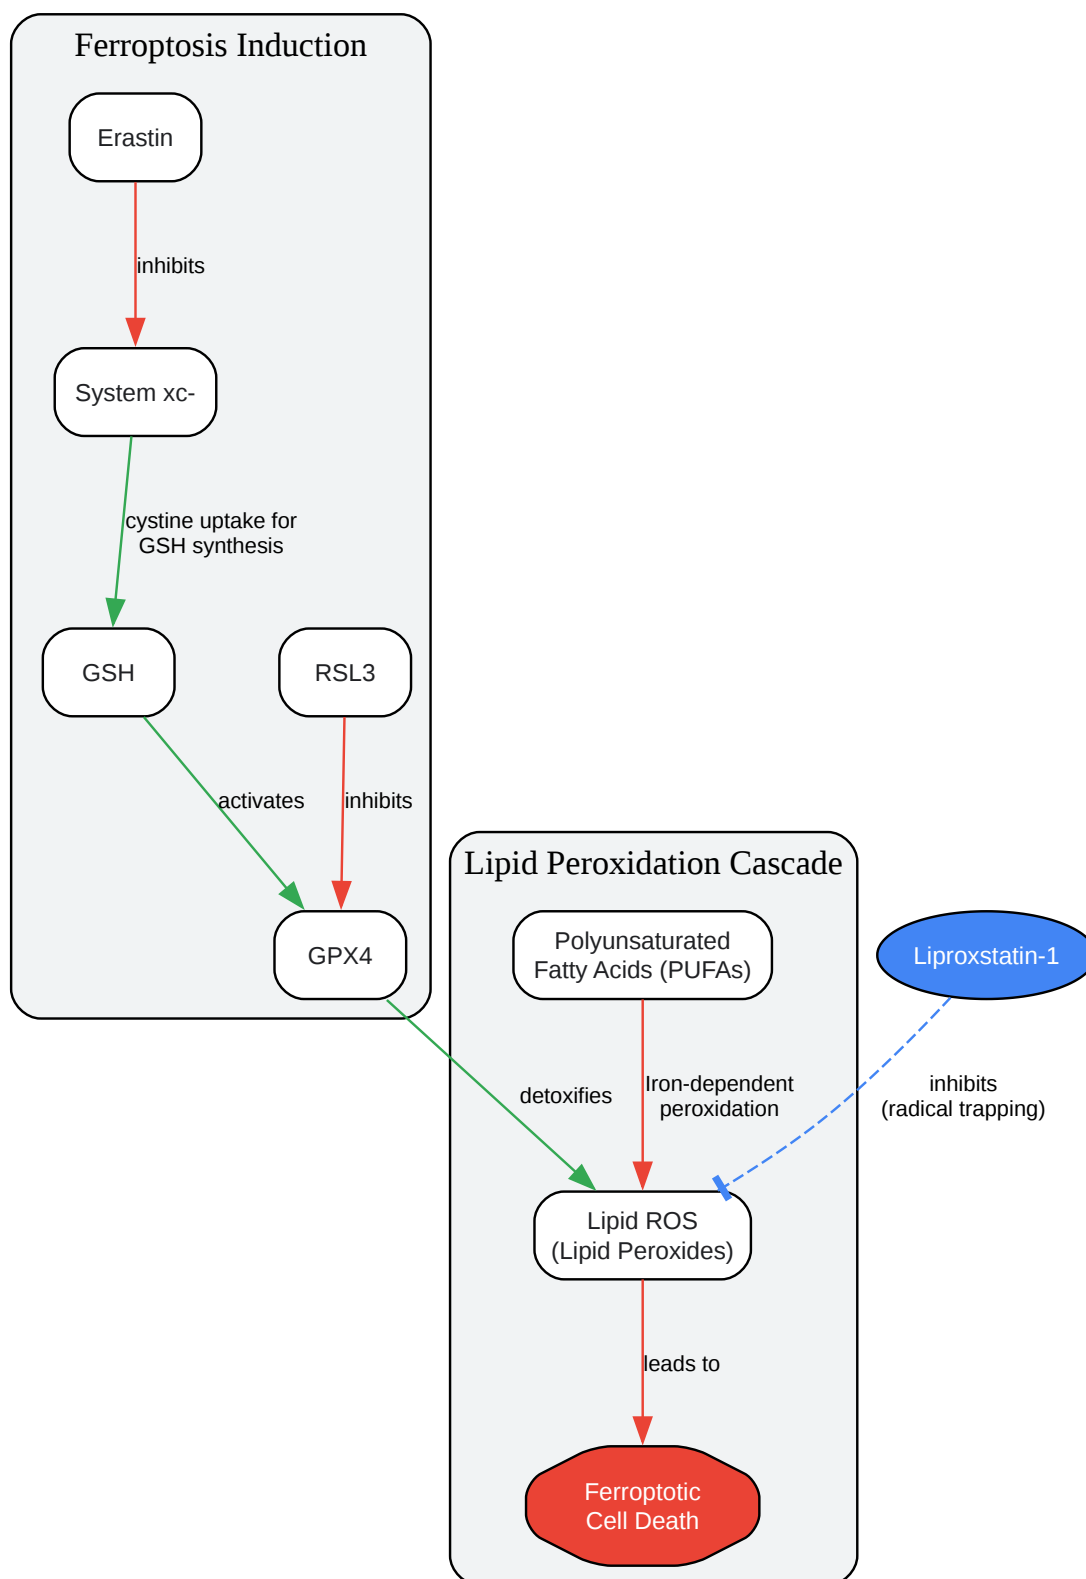 Ferroptosis Induction
Erastin
inhibits
System xc-
cystine uptake for
GSH synthesis
GSH
RSL3
activates
inhibits
GPX4
Lipid Peroxidation Cascade
Polyunsaturated
Fatty Acids (PUFAs)
Liproxstatin-1
detoxifies
Iron-dependent
peroxidation
inhibits
(radical trapping)
Lipid ROS
(Lipid Peroxides)
leads to
Ferroptotic
Cell Death